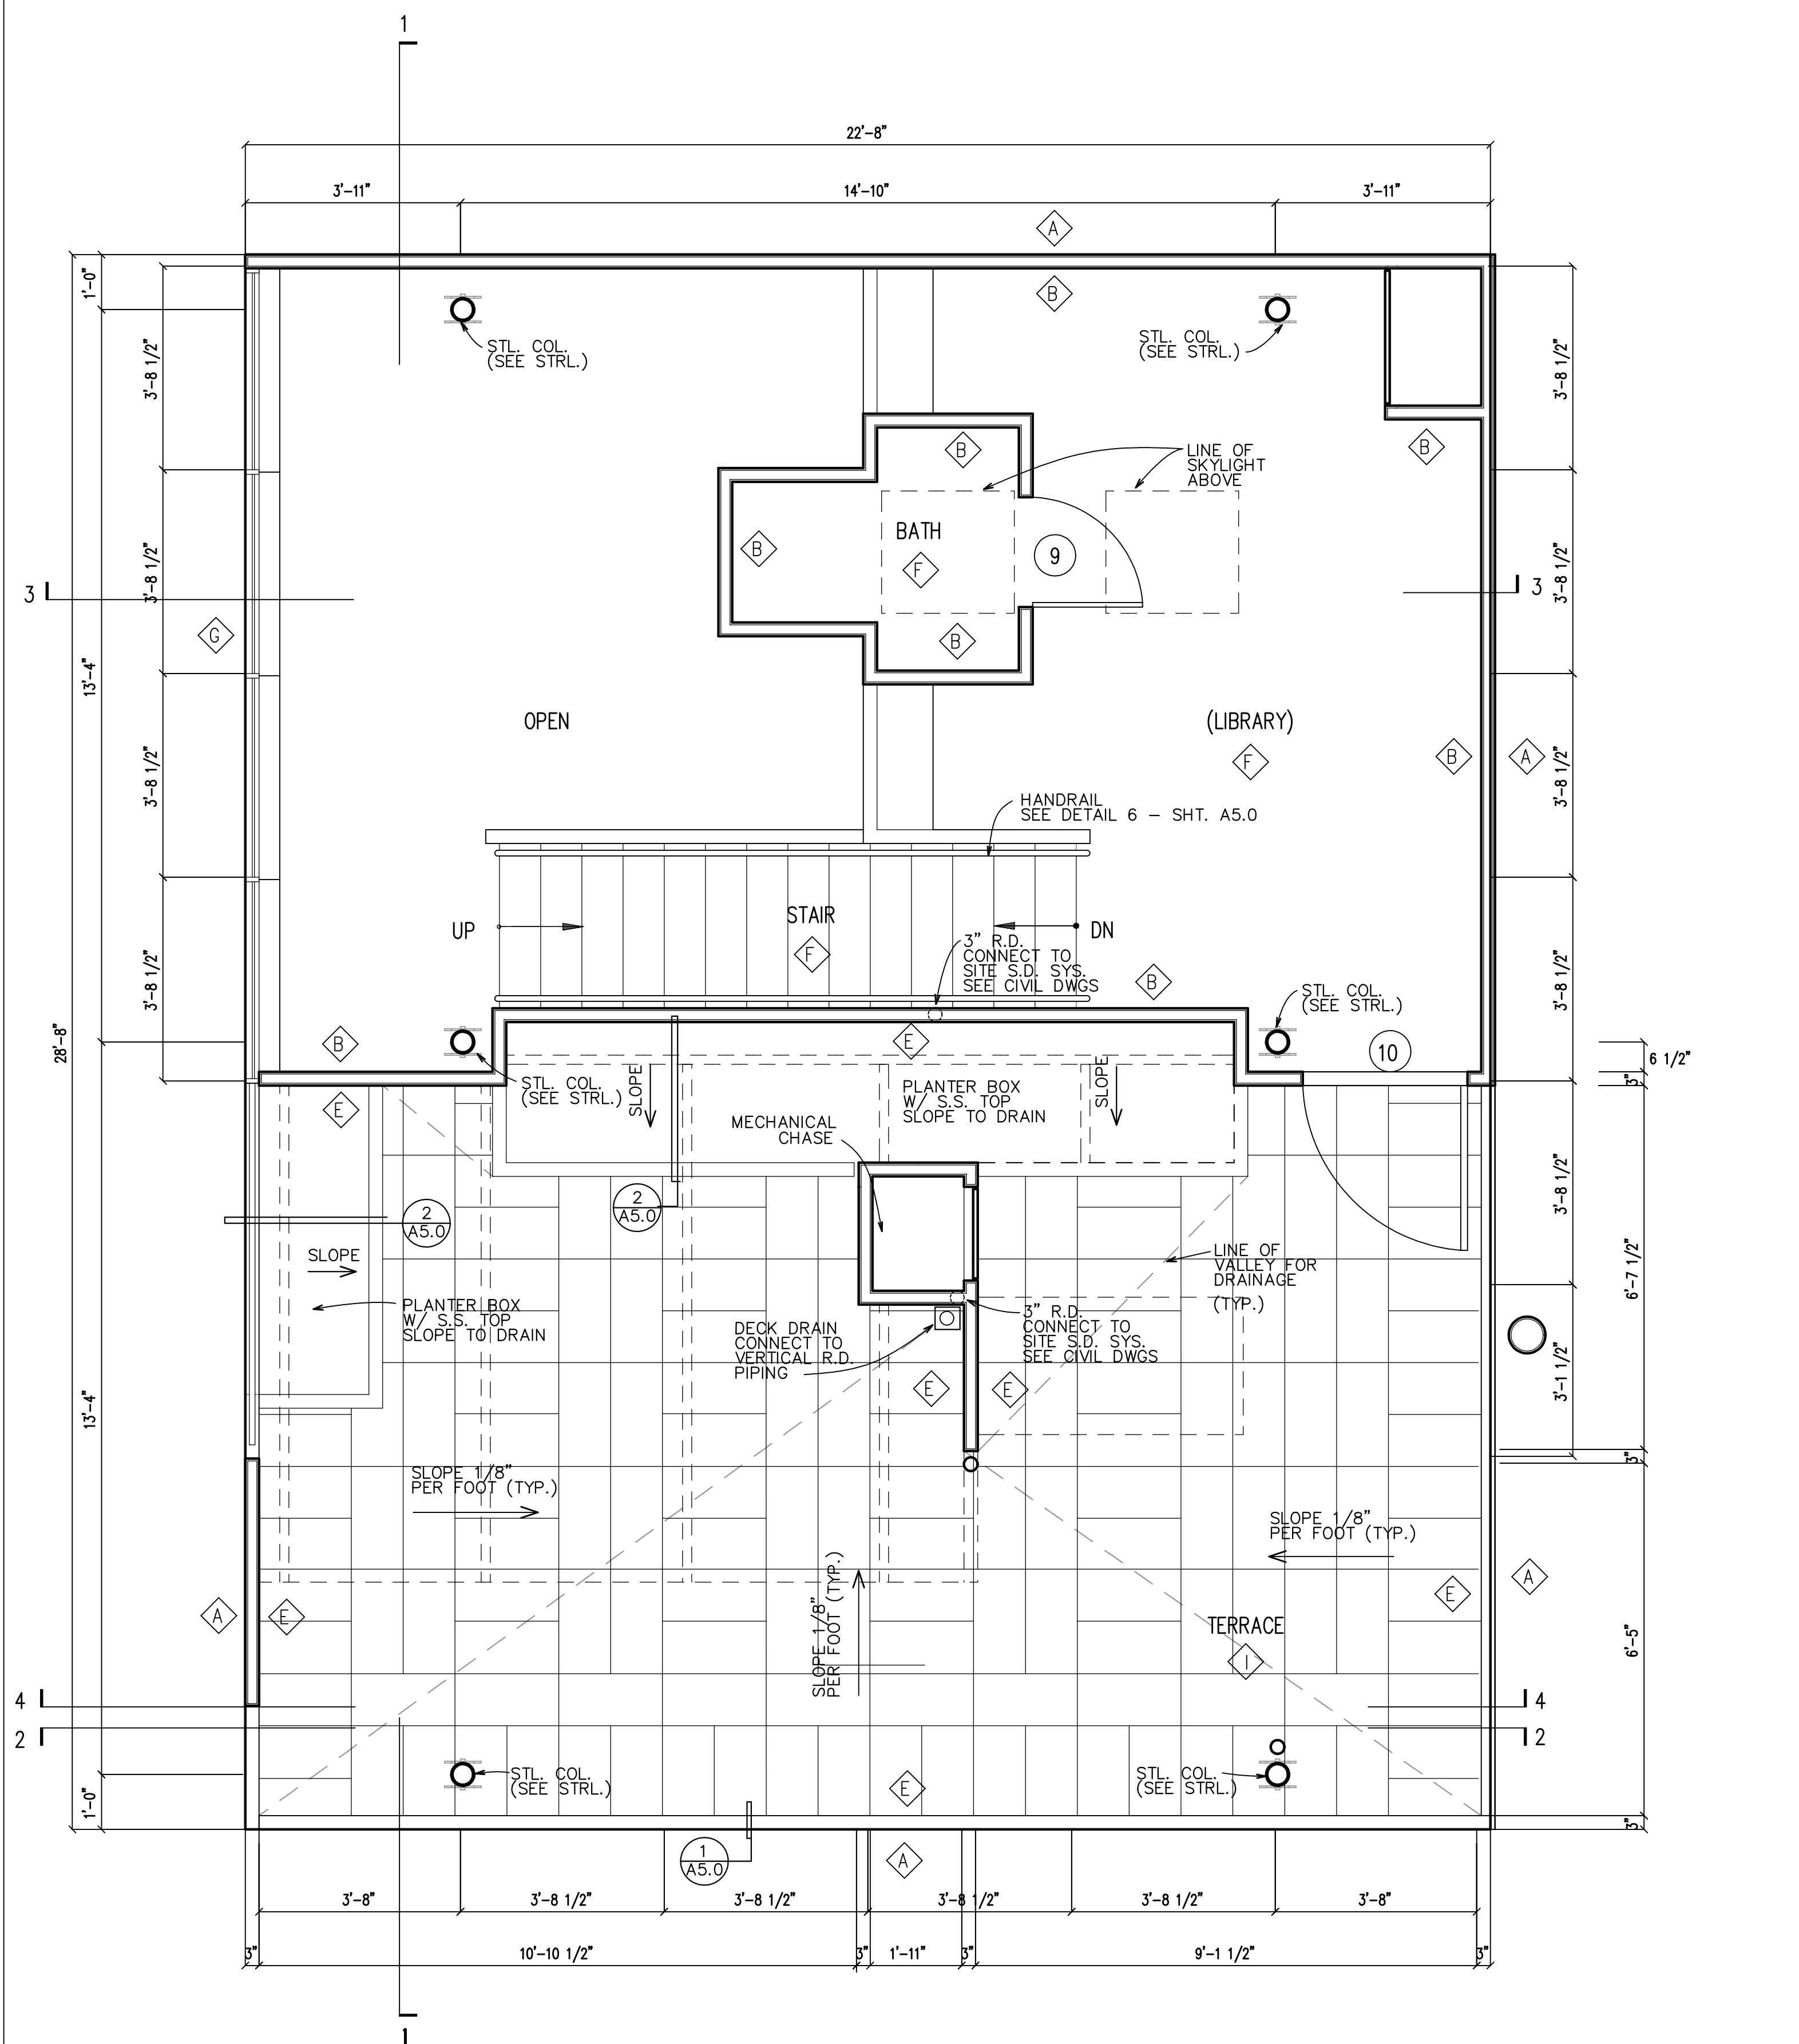 1
22'-8"
3'-11"
14'-10"
3'-11"
A
1'-0"
B
STL. COL.
(SEE STRL.)
STL. COL.
(SEE STRL.)
3'-8 1/2"
3'-8 1/2"
B
B
LINE OF
SKYLIGHT
ABOVE
BATH
B
F
9
3
3'-8 1/2"
3'-8 1/2"
3
G
B
13'-4"
OPEN
(LIBRARY)
F
B
A
3'-8 1/2"
3'-8 1/2"
HANDRAIL
SEE DETAIL 6 - SHT. A5.0
UP
STAIR
DN
F
3" R.D.
CONNECT TO
SITE S.D. SYS.
SEE CIVIL DWGS
B
3'-8 1/2"
3'-8 1/2"
STL. COL.
(SEE STRL.)
28'-8"
B
E
10
6 1/2"
3"
STL. COL.
(SEE STRL.)
SLOPE
PLANTER BOX
W/ S.S. TOP
SLOPE TO DRAIN
SLOPE
E
MECHANICAL
CHASE
3'-8 1/2"
2
A5.0
2
A5.0
SLOPE
LINE OF
VALLEY FOR
DRAINAGE
(TYP.)
6'-7 1/2"
PLANTER BOX
W/ S.S. TOP
SLOPE TO DRAIN
DECK DRAIN
CONNECT TO
VERTICAL R.D.
PIPING
3" R.D.
CONNECT TO
SITE S.D. SYS.
SEE CIVIL DWGS
3'-1 1/2"
13'-4"
E
E
3"
SLOPE 1/8"
PER FOOT (TYP.)
SLOPE 1/8"
PER FOOT (TYP.)
SLOPE 1/8"
PER FOOT (TYP.)
A
E
E
A
TERRACE
I
6'-5"
4
4
2
2
STL. COL.
(SEE STRL.)
STL. COL.
(SEE STRL.)
E
1'-0"
3"
1
A5.0
A
3'-8"
3'-8 1/2"
3'-8 1/2"
3'-8 1/2"
3'-8 1/2"
3'-8"
3"
10'-10 1/2"
3"
1'-11"
3"
9'-1 1/2"
3"
1